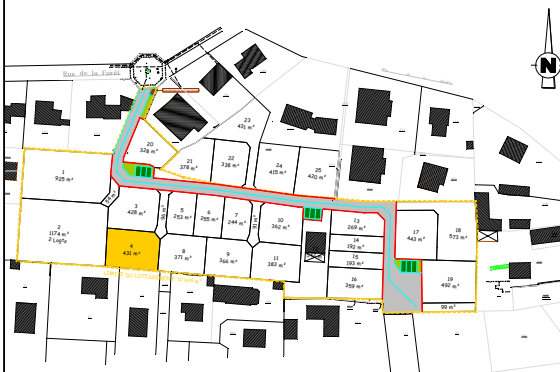 Rue de la Forêt
N
23
431 m²
20
328 m²
21
378 m²
22
338 m²
24
415 m²
25
420 m²
1
925 m²
54 m²
3
428 m²
5
253 m²
6
255 m²
7
244 m²
10
362 m²
13
269 m²
14
192 m²
15
193 m²
16
359 m²
17
443 m²
18
573 m²
2
1174 m²
2 Logts
4
431 m²
8
371 m²
9
366 m²
11
383 m²
19
492 m²
99 m²